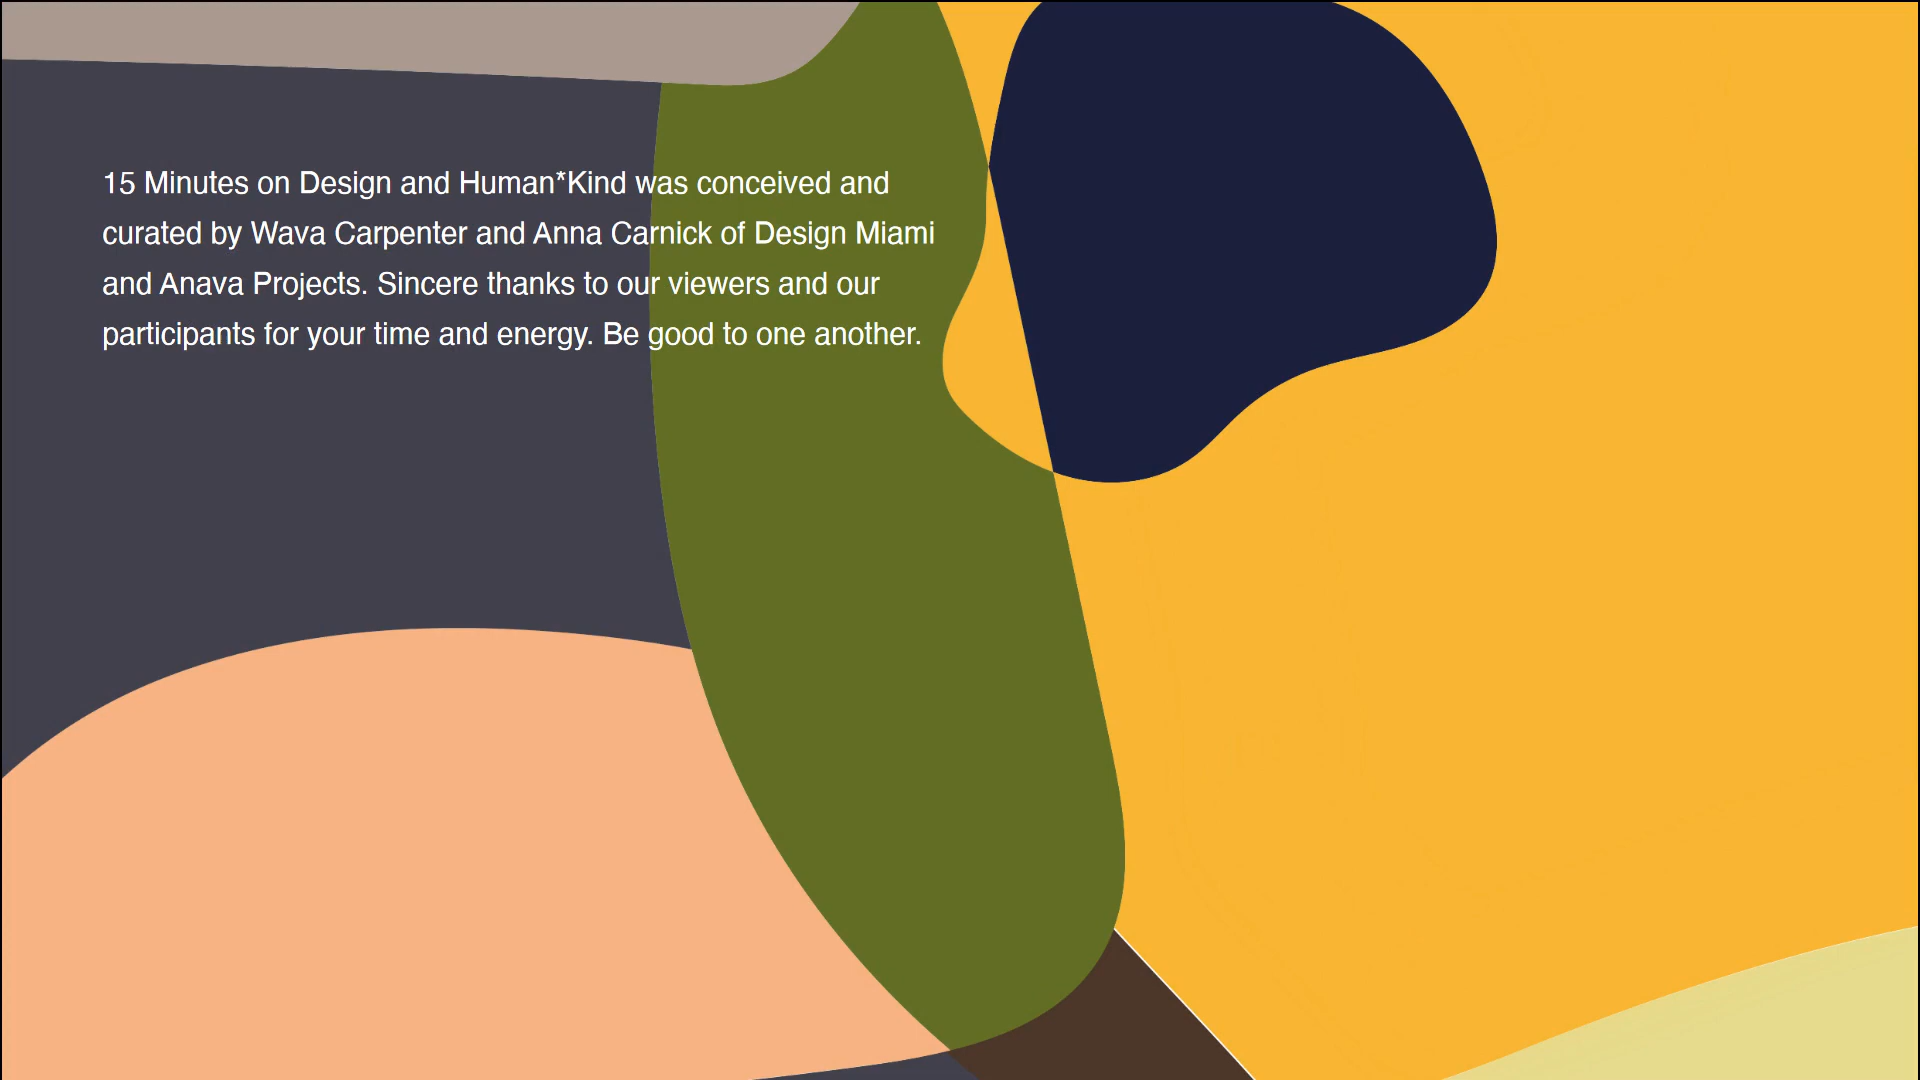 15 Minutes on Design and Human*Kind was conceived and
curated by Wava Carpenter and Anna Carnick of Design Miami
and Anava Projects. Sincere thanks to our viewers and our
participants for your time and energy. Be good to one another.